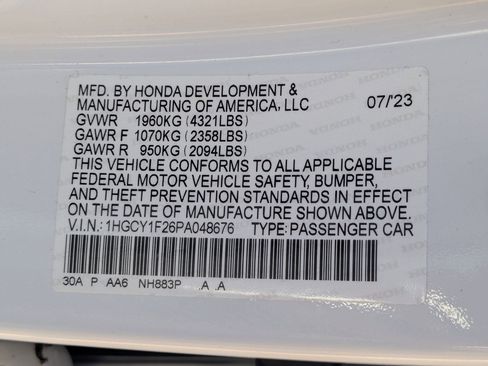 MFD. BY HONDA DEVELOPMENT &
MANUFACTURING OF AMERICA, LLC 07/'23
GVWR 1960KG (4321LBS)
GAWR F 1070KG (2358LBS)
GAWR R 950KG (2094LBS)
THIS VEHICLE CONFORMS TO ALL APPLICABLE
FEDERAL MOTOR VEHICLE SAFETY, BUMPER,
AND THEFT PREVENTION STANDARDS IN EFFECT
ON THE DATE OF MANUFACTURE SHOWN ABOVE.
V.I.N.: 1HGCY1F26PA048676 TYPE: PASSENGER CAR
30A P AA6 NH883P .A .A